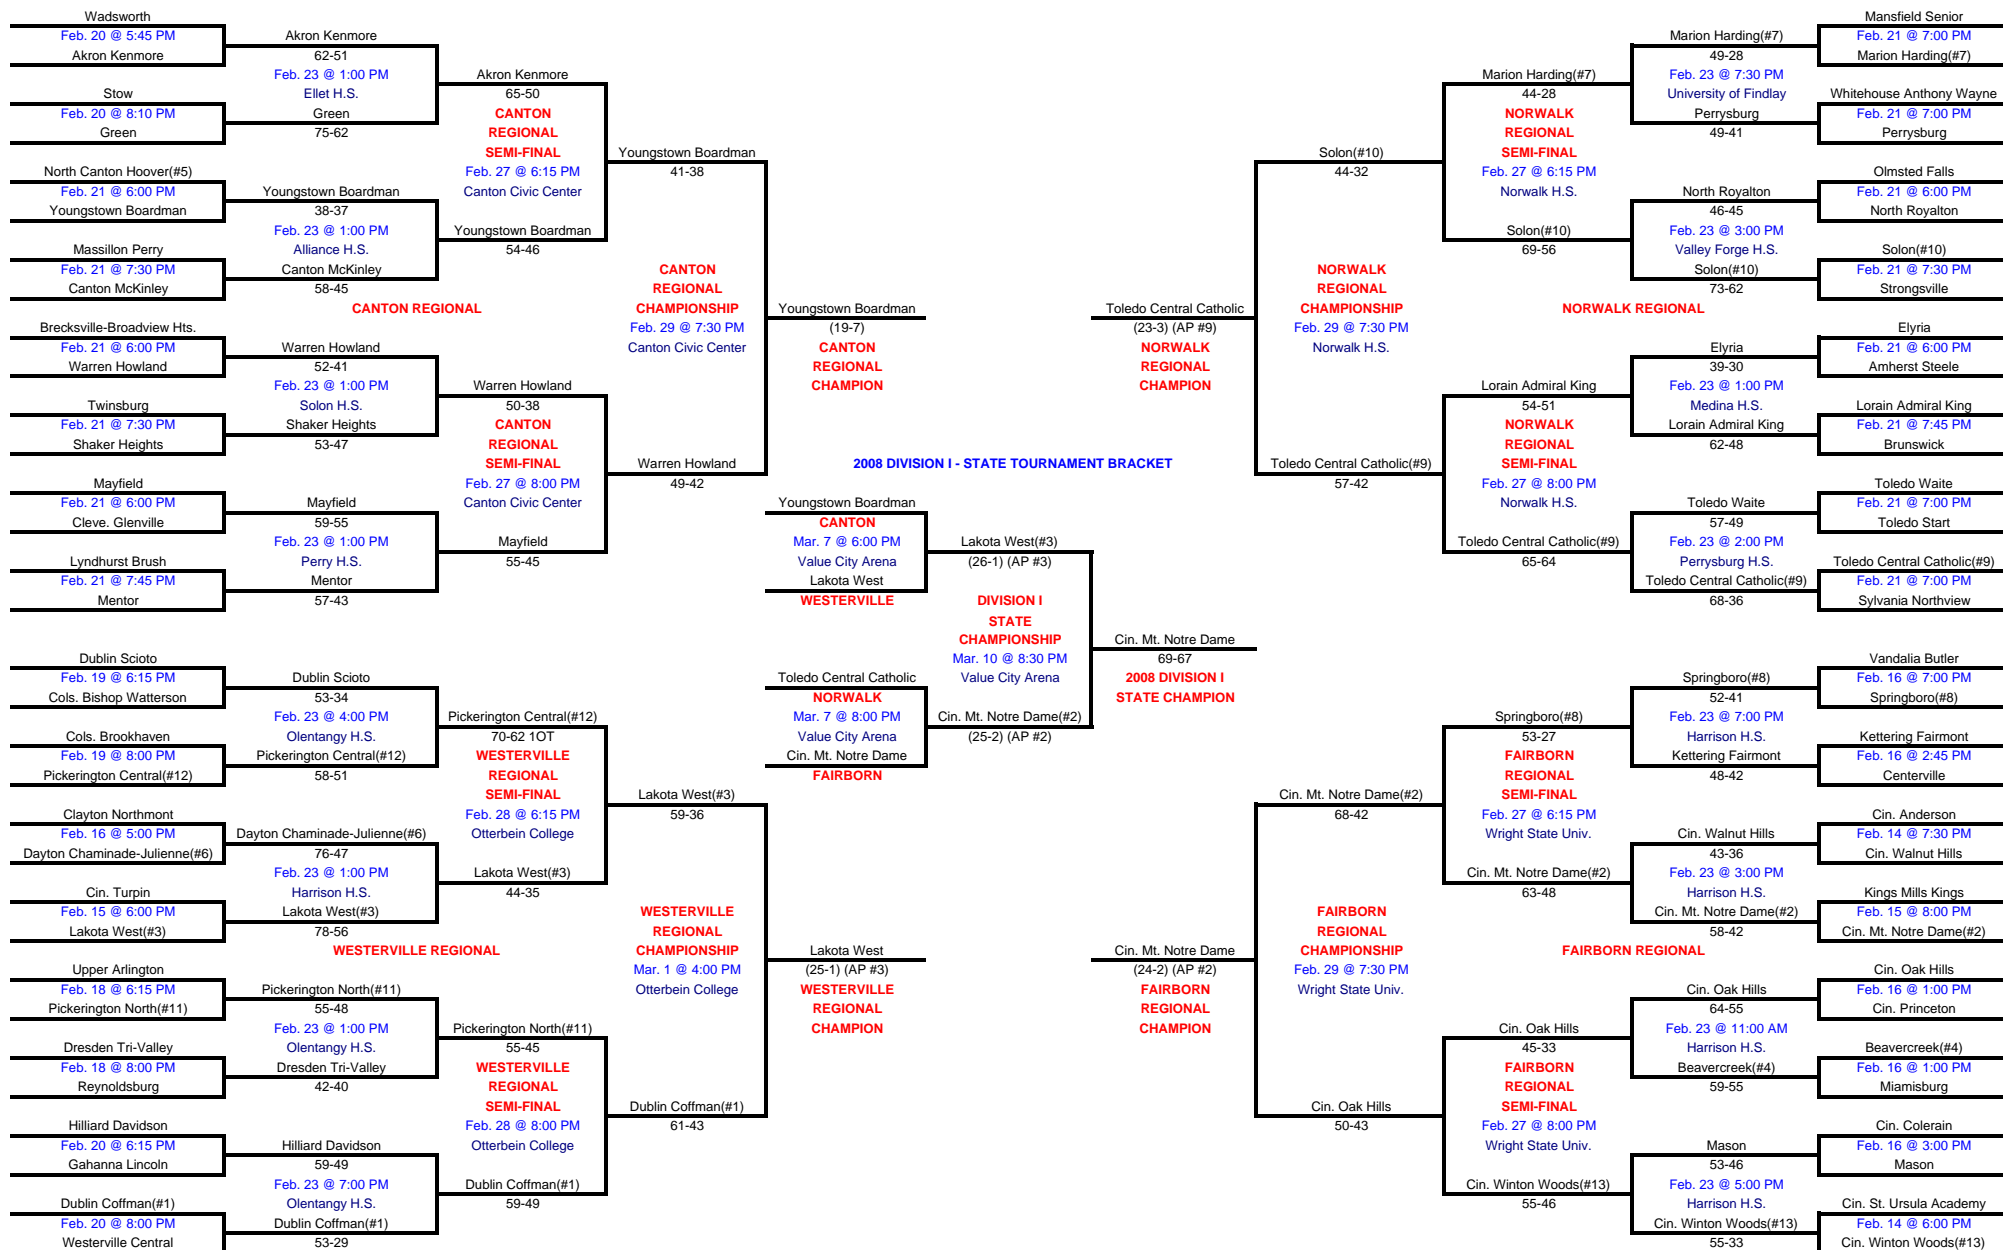 Wadsworth
Feb. 20 @ 5:45 PM
Akron Kenmore
Stow
Feb. 20 @ 8:10 PM
Green
North Canton Hoover(#5)
Feb. 21 @ 6:00 PM
Youngstown Boardman
Massillon Perry
Feb. 21 @ 7:30 PM
Canton McKinley
Brecksville-Broadview Hts.
Feb. 21 @ 6:00 PM
Warren Howland
Twinsburg
Feb. 21 @ 7:30 PM
Shaker Heights
Mayfield
Feb. 21 @ 6:00 PM
Cleve. Glenville
Lyndhurst Brush
Feb. 21 @ 7:45 PM
Mentor
Akron Kenmore
62-51
Feb. 23 @ 1:00 PM
Ellet H.S.
Green
75-62
Youngstown Boardman
38-37
Feb. 23 @ 1:00 PM
Alliance H.S.
Canton McKinley
58-45
CANTON REGIONAL
Warren Howland
52-41
Feb. 23 @ 1:00 PM
Solon H.S.
Shaker Heights
53-47
Mayfield
59-55
Feb. 23 @ 1:00 PM
Perry H.S.
Mentor
57-43
Akron Kenmore
65-50
CANTON
REGIONAL
SEMI-FINAL
Feb. 27 @ 6:15 PM
Canton Civic Center
Youngstown Boardman
54-46
Warren Howland
50-38
CANTON
REGIONAL
SEMI-FINAL
Feb. 27 @ 8:00 PM
Canton Civic Center
Mayfield
55-45
Youngstown Boardman
41-38
CANTON
REGIONAL
CHAMPIONSHIP
Feb. 29 @ 7:30 PM
Canton Civic Center
Warren Howland
49-42
Youngstown Boardman
(19-7)
CANTON
REGIONAL
CHAMPION
Dublin Scioto
Feb. 19 @ 6:15 PM
Cols. Bishop Watterson
Cols. Brookhaven
Feb. 19 @ 8:00 PM
Pickerington Central(#12)
Clayton Northmont
Feb. 16 @ 5:00 PM
Dayton Chaminade-Julienne(#6)
Cin. Turpin
Feb. 15 @ 6:00 PM
Lakota West(#3)
Upper Arlington
Feb. 18 @ 6:15 PM
Pickerington North(#11)
Dresden Tri-Valley
Feb. 18 @ 8:00 PM
Reynoldsburg
Hilliard Davidson
Feb. 20 @ 6:15 PM
Gahanna Lincoln
Dublin Coffman(#1)
Feb. 20 @ 8:00 PM
Westerville Central
Dublin Scioto
53-34
Feb. 23 @ 4:00 PM
Olentangy H.S.
Pickerington Central(#12)
58-51
Dayton Chaminade-Julienne(#6)
76-47
Feb. 23 @ 1:00 PM
Harrison H.S.
Lakota West(#3)
78-56
WESTERVILLE REGIONAL
Pickerington North(#11)
55-48
Feb. 23 @ 1:00 PM
Olentangy H.S.
Dresden Tri-Valley
42-40
Hilliard Davidson
59-49
Feb. 23 @ 7:00 PM
Olentangy H.S.
Dublin Coffman(#1)
53-29
Pickerington Central(#12)
70-62 1OT
WESTERVILLE
REGIONAL
SEMI-FINAL
Feb. 28 @ 6:15 PM
Otterbein College
Lakota West(#3)
44-35
Pickerington North(#11)
55-45
WESTERVILLE
REGIONAL
SEMI-FINAL
Feb. 28 @ 8:00 PM
Otterbein College
Dublin Coffman(#1)
59-49
Lakota West(#3)
59-36
WESTERVILLE
REGIONAL
CHAMPIONSHIP
Mar. 1 @ 4:00 PM
Otterbein College
Dublin Coffman(#1)
61-43
Lakota West
(25-1) (AP #3)
WESTERVILLE
REGIONAL
CHAMPION
2008 DIVISION I - STATE TOURNAMENT BRACKET
Youngstown Boardman
CANTON
Mar. 7 @ 6:00 PM
Value City Arena
Lakota West
WESTERVILLE
Toledo Central Catholic
NORWALK
Mar. 7 @ 8:00 PM
Value City Arena
Cin. Mt. Notre Dame
FAIRBORN
Lakota West(#3)
(26-1) (AP #3)
DIVISION I
STATE
CHAMPIONSHIP
Mar. 10 @ 8:30 PM
Value City Arena
Cin. Mt. Notre Dame(#2)
(25-2) (AP #2)
Cin. Mt. Notre Dame
69-67
2008 DIVISION I
STATE CHAMPION
Toledo Central Catholic
(23-3) (AP #9)
NORWALK
REGIONAL
CHAMPION
Solon(#10)
44-32
NORWALK
REGIONAL
CHAMPIONSHIP
Feb. 29 @ 7:30 PM
Norwalk H.S.
Toledo Central Catholic(#9)
57-42
Marion Harding(#7)
44-28
NORWALK
REGIONAL
SEMI-FINAL
Feb. 27 @ 6:15 PM
Norwalk H.S.
Solon(#10)
69-56
Lorain Admiral King
54-51
NORWALK
REGIONAL
SEMI-FINAL
Feb. 27 @ 8:00 PM
Norwalk H.S.
Toledo Central Catholic(#9)
65-64
Marion Harding(#7)
49-28
Feb. 23 @ 7:30 PM
University of Findlay
Perrysburg
49-41
North Royalton
46-45
Feb. 23 @ 3:00 PM
Valley Forge H.S.
Solon(#10)
73-62
NORWALK REGIONAL
Elyria
39-30
Feb. 23 @ 1:00 PM
Medina H.S.
Lorain Admiral King
62-48
Toledo Waite
57-49
Feb. 23 @ 2:00 PM
Perrysburg H.S.
Toledo Central Catholic(#9)
68-36
Mansfield Senior
Feb. 21 @ 7:00 PM
Marion Harding(#7)
Whitehouse Anthony Wayne
Feb. 21 @ 7:00 PM
Perrysburg
Olmsted Falls
Feb. 21 @ 6:00 PM
North Royalton
Solon(#10)
Feb. 21 @ 7:30 PM
Strongsville
Elyria
Feb. 21 @ 6:00 PM
Amherst Steele
Lorain Admiral King
Feb. 21 @ 7:45 PM
Brunswick
Toledo Waite
Feb. 21 @ 7:00 PM
Toledo Start
Toledo Central Catholic(#9)
Feb. 21 @ 7:00 PM
Sylvania Northview
Cin. Mt. Notre Dame
(24-2) (AP #2)
FAIRBORN
REGIONAL
CHAMPION
Cin. Mt. Notre Dame(#2)
68-42
FAIRBORN
REGIONAL
CHAMPIONSHIP
Feb. 29 @ 7:30 PM
Wright State Univ.
Cin. Oak Hills
50-43
Springboro(#8)
53-27
FAIRBORN
REGIONAL
SEMI-FINAL
Feb. 27 @ 6:15 PM
Wright State Univ.
Cin. Mt. Notre Dame(#2)
63-48
Cin. Oak Hills
45-33
FAIRBORN
REGIONAL
SEMI-FINAL
Feb. 27 @ 8:00 PM
Wright State Univ.
Cin. Winton Woods(#13)
55-46
Springboro(#8)
52-41
Feb. 23 @ 7:00 PM
Harrison H.S.
Kettering Fairmont
48-42
Cin. Walnut Hills
43-36
Feb. 23 @ 3:00 PM
Harrison H.S.
Cin. Mt. Notre Dame(#2)
58-42
FAIRBORN REGIONAL
Cin. Oak Hills
64-55
Feb. 23 @ 11:00 AM
Harrison H.S.
Beavercreek(#4)
59-55
Mason
53-46
Feb. 23 @ 5:00 PM
Harrison H.S.
Cin. Winton Woods(#13)
55-33
Vandalia Butler
Feb. 16 @ 7:00 PM
Springboro(#8)
Kettering Fairmont
Feb. 16 @ 2:45 PM
Centerville
Cin. Anderson
Feb. 14 @ 7:30 PM
Cin. Walnut Hills
Kings Mills Kings
Feb. 15 @ 8:00 PM
Cin. Mt. Notre Dame(#2)
Cin. Oak Hills
Feb. 16 @ 1:00 PM
Cin. Princeton
Beavercreek(#4)
Feb. 16 @ 1:00 PM
Miamisburg
Cin. Colerain
Feb. 16 @ 3:00 PM
Mason
Cin. St. Ursula Academy
Feb. 14 @ 6:00 PM
Cin. Winton Woods(#13)